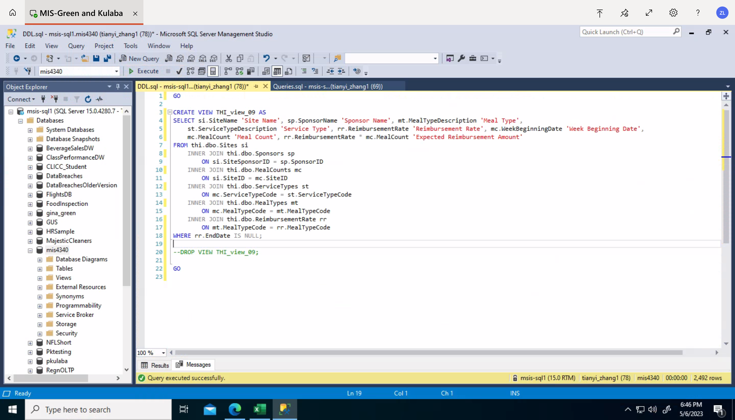 MIS-Green and Kulaba
DDL.sql - msis-sql1.mis4340 (tianyi_zhang1 (78))* - Microsoft SQL Server Management Studio
Quick Launch (Ctrl+Q)
File Edit View Query Project Tools Window Help
New Query
mis4340
Execute
Object Explorer
DDL.sql - msis-sql1...(tianyi_zhang1 (78))*
Queries.sql - msis-s...(tianyi_zhang1 (69))
Connect
msis-sql1 (SQL Server 15.0.4280.7 -
Databases
System Databases
Database Snapshots
BeverageSalesDW
ClassPerformanceDW
CLICC_Student
DataBreaches
DataBreachesOlderVersion
FlightsDB
FoodInspection
gina_green
GUS
HRSample
MajesticCleaners
mis4340
Database Diagrams
Tables
Views
External Resources
Synonyms
Programmability
Service Broker
Storage
Security
NFLShort
Pktesting
pkulaba
RegnOLTP
1 GO
2
3 CREATE VIEW THI_view_09 AS
4 SELECT si.SiteName 'Site Name', sp.SponsorName 'Sponsor Name', mt.MealTypeDescription 'Meal Type',
5 st.ServiceTypeDescription 'Service Type', rr.ReimbursementRate 'Reimbursement Rate', mc.WeekBeginningDate 'Week Beginning Date',
6 mc.MealCount 'Meal Count', rr.ReimbursementRate * mc.MealCount 'Expected Reimbursement Amount'
7 FROM thi.dbo.Sites si
8 INNER JOIN thi.dbo.Sponsors sp
9 ON si.SiteSponsorID = sp.SponsorID
10 INNER JOIN thi.dbo.MealCounts mc
11 ON si.SiteID = mc.SiteID
12 INNER JOIN thi.dbo.ServiceTypes st
13 ON mc.ServiceTypeCode = st.ServiceTypeCode
14 INNER JOIN thi.dbo.MealTypes mt
15 ON mc.MealTypeCode = mt.MealTypeCode
16 INNER JOIN thi.dbo.ReimbursementRate rr
17 ON mt.MealTypeCode = rr.MealTypeCode
18 WHERE rr.EndDate IS NULL;
19
20 --DROP VIEW THI_view_09;
21
22 GO
23
100 %
Results Messages
Query executed successfully.
msis-sql1 (15.0 RTM) tianyi_zhang1 (78) mis4340 00:00:00 2,492 rows
Ready Ln 19 Col 1 Ch 1 INS
Type here to search
6:46 PM
5/6/2023